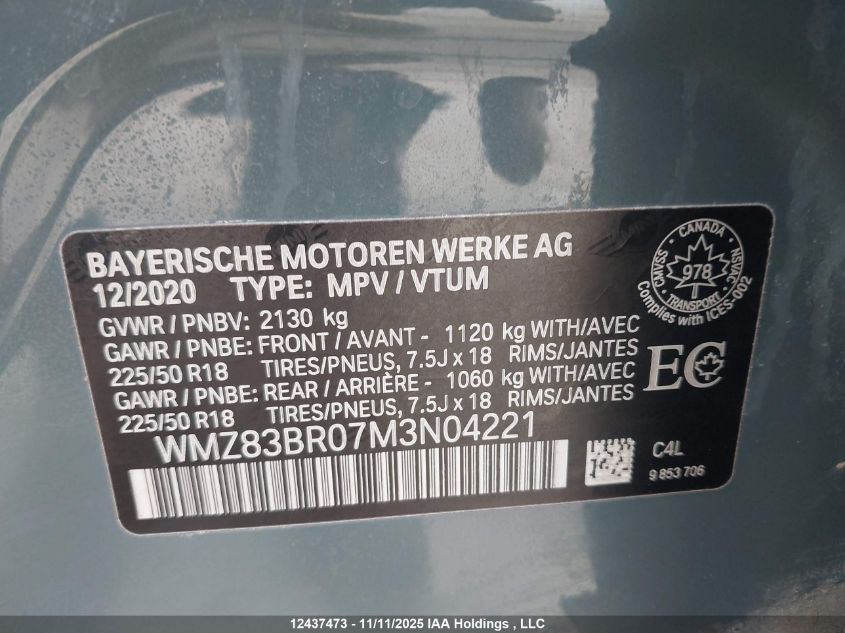 BAYERISCHE MOTOREN WERKE AG
12/2020 TYPE: MPV / VTUM
GVWR / PNBV: 2130 kg
GAWR / PNBE: FRONT / AVANT - 1120 kg WITH/AVEC
225/50 R18 TIRES/PNEUS, 7.5J x 18 RIMS/JANTES
GAWR / PNBE: REAR / ARRIÈRE - 1060 kg WITH/AVEC
225/50 R18 TIRES/PNEUS, 7.5J x 18 RIMS/JANTES
WMZ83BR07M3N04221
CANADA
CMVSS NSVAC
978
TRANSPORT
Complies with ICES-002
EC
C4L
9 853 706
12437473 - 11/11/2025 IAA Holdings , LLC